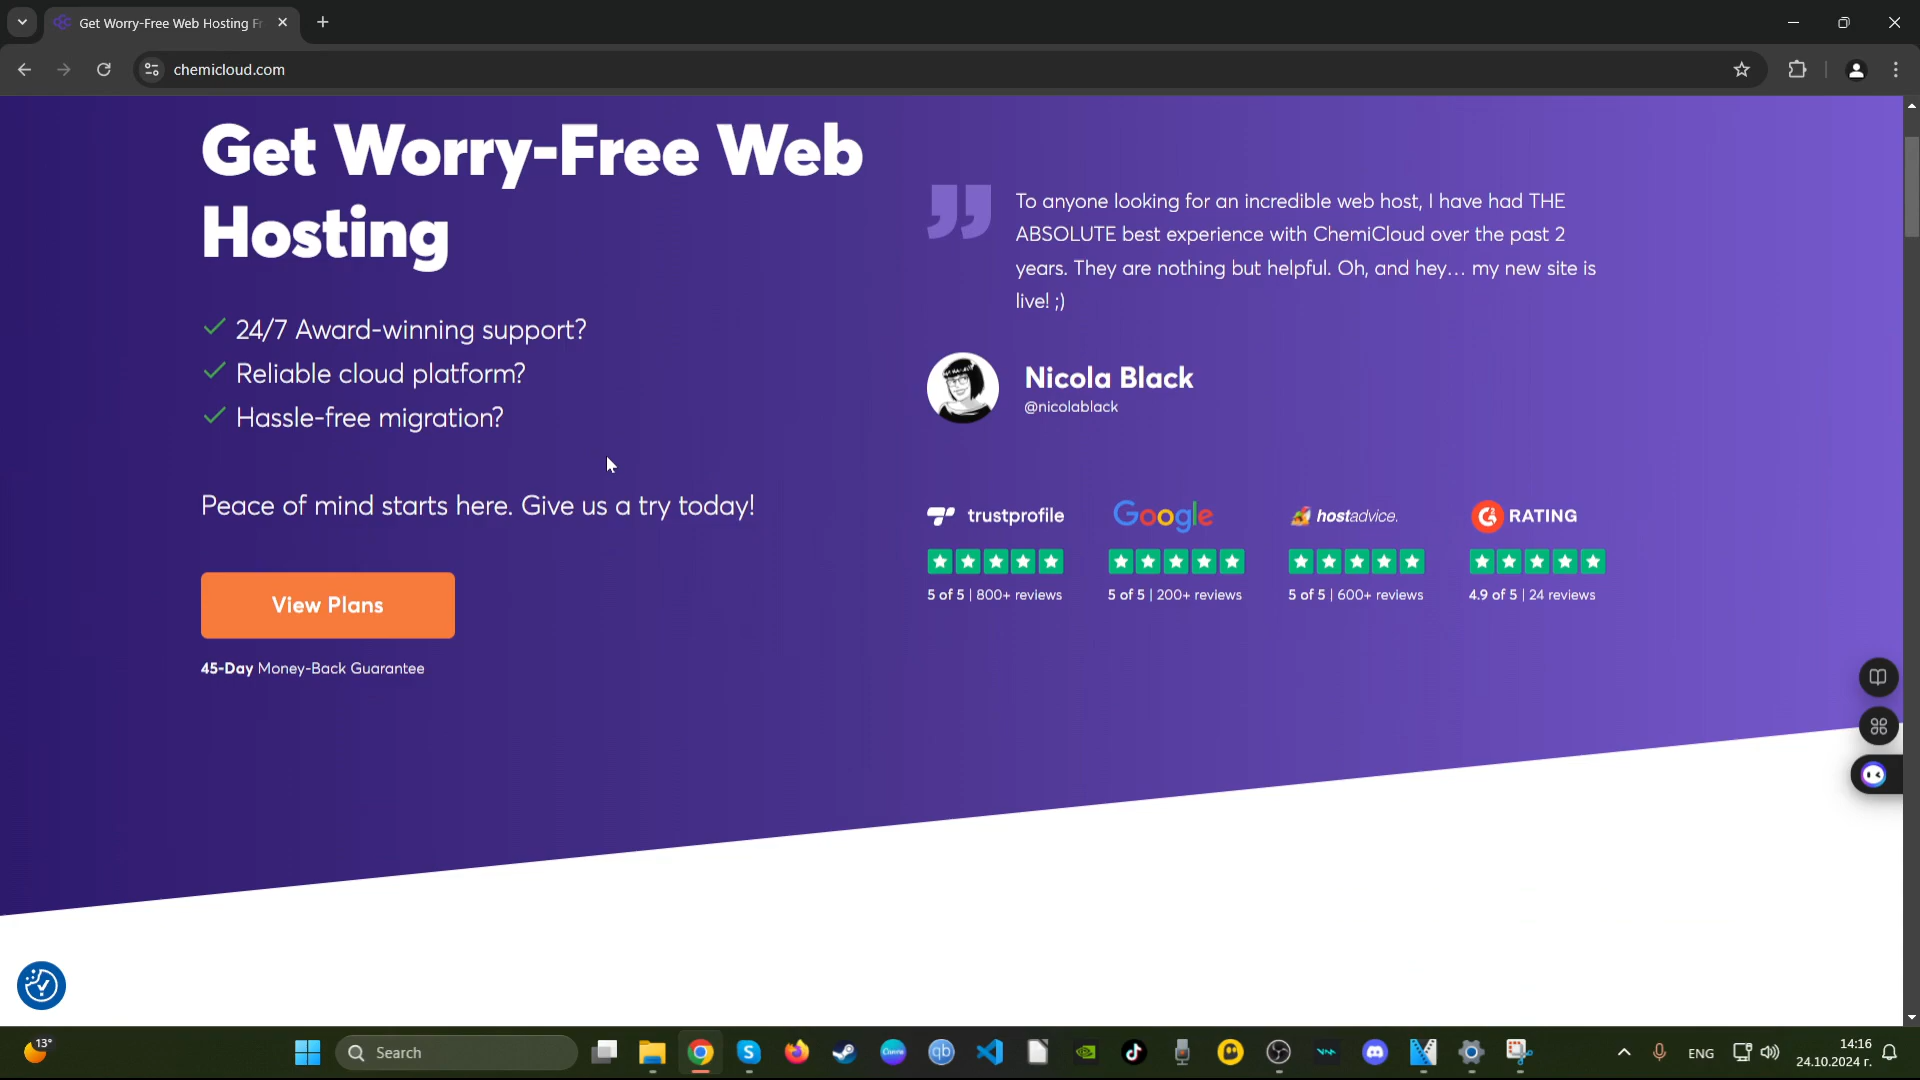 Get Worry-Free Web Hosting Fr
chemicloud.com
Get Worry-Free Web
Hosting
24/7 Award-winning support?
Reliable cloud platform?
Hassle-free migration?
Peace of mind starts here. Give us a try today!
View Plans
45-Day Money-Back Guarantee
To anyone looking for an incredible web host, I have had THE
ABSOLUTE best experience with ChemiCloud over the past 2
years. They are nothing but helpful. Oh, and hey... my new site is
live! ;)
Nicola Black
@nicolablack
trustprofile
5 of 5 | 800+ reviews
Google
5 of 5 | 200+ reviews
hostadvice.
5 of 5 | 600+ reviews
RATING
4.9 of 5 | 24 reviews
13°
Search
Canva
qb
ENG
14:16
24.10.2024 г.